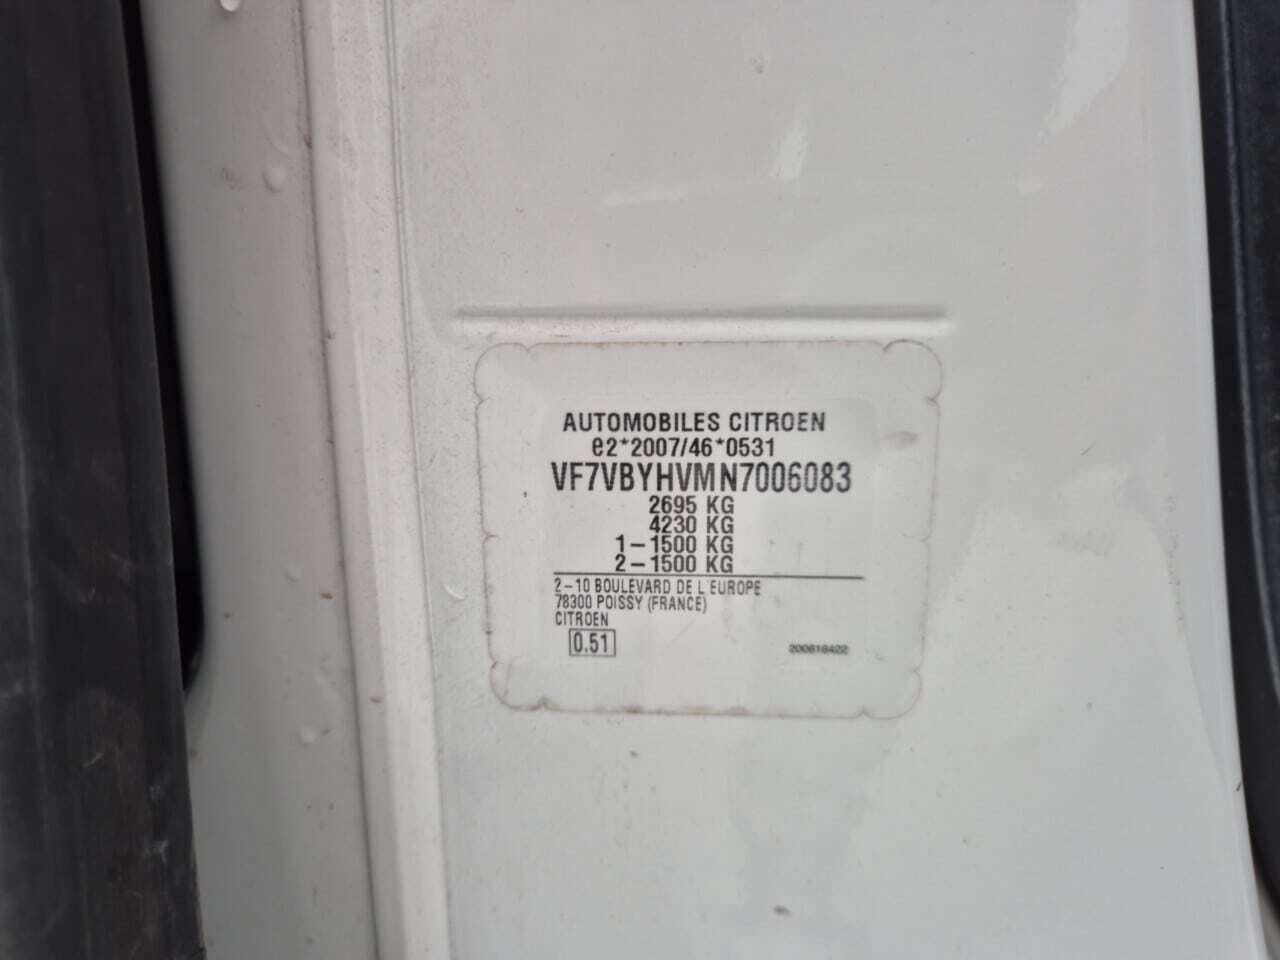 AUTOMOBILES CITROEN
e2*2007/46*0531
VF7VBYHVMN7006083
2695 KG
4230 KG
1-1500 KG
2-1500 KG
2-10 BOULEVARD DE L'EUROPE
78300 POISSY (FRANCE)
CITROEN
0.51
200618422